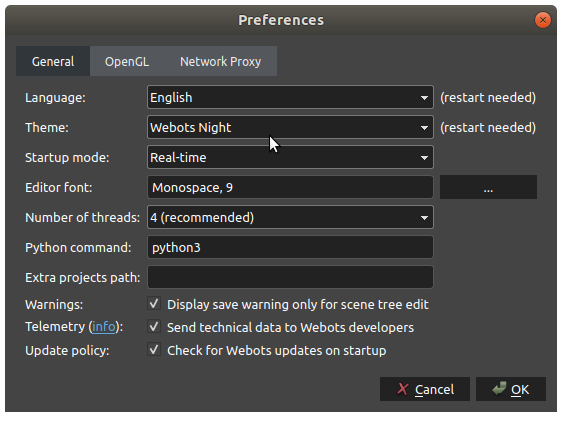 Preferences
General OpenGL Network Proxy
Language: English (restart needed)
Theme: Webots Night (restart needed)
Startup mode: Real-time
Editor font: Monospace, 9 ...
Number of threads: 4 (recommended)
Python command: python3
Extra projects path:
Warnings: Display save warning only for scene tree edit
Telemetry (info): Send technical data to Webots developers
Update policy: Check for Webots updates on startup
Cancel OK